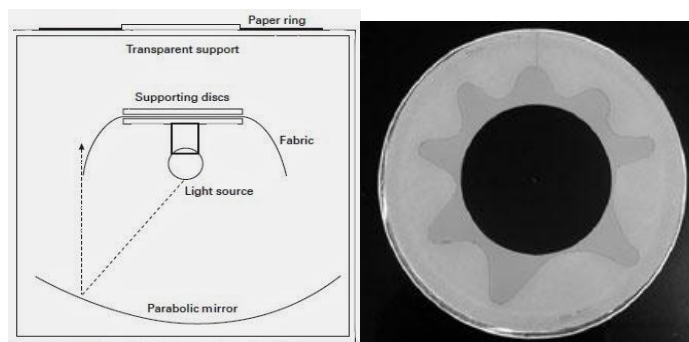 Paper ring
Transparent support
Supporting discs
Fabric
Light source
Parabolic mirror